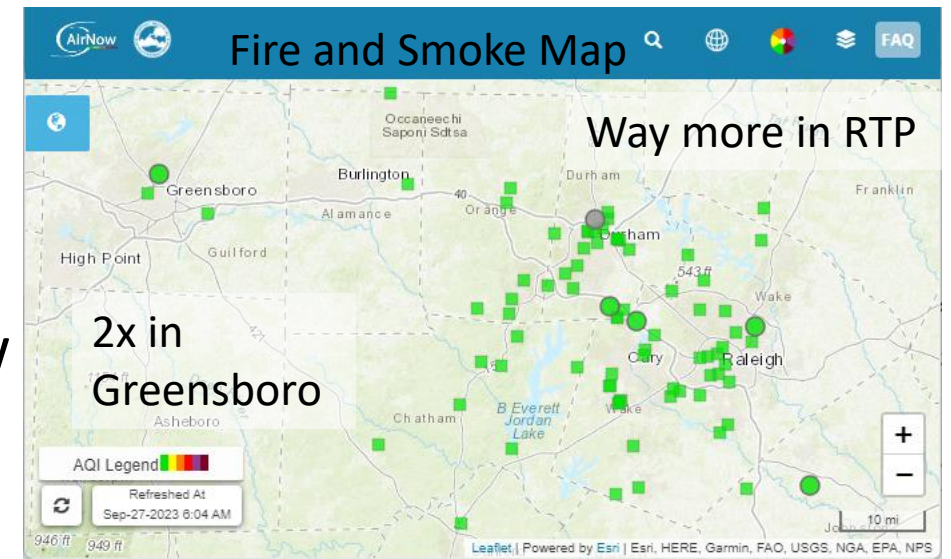 AirNow
Fire and Smoke Map
FAQ
Occaneechi
Saponi Sdtsa
Way more in RTP
Burlington
Durham
Greensboro
40
Orange
Franklin
Alamance
High Point
Guilford
543 ft
Wake
421
2x in
Greensboro
Cary
Raleigh
Asheboro
Chatham
B Everett
Jordan
Lake
Wake
+
−
AQI Legend
Refreshed At
Sep-27-2023 6:04 AM
10 mi
946 ft
949 ft
Leaflet | Powered by Esri | Esri, HERE, Garmin, FAO, USGS, NGA, EPA, NPS